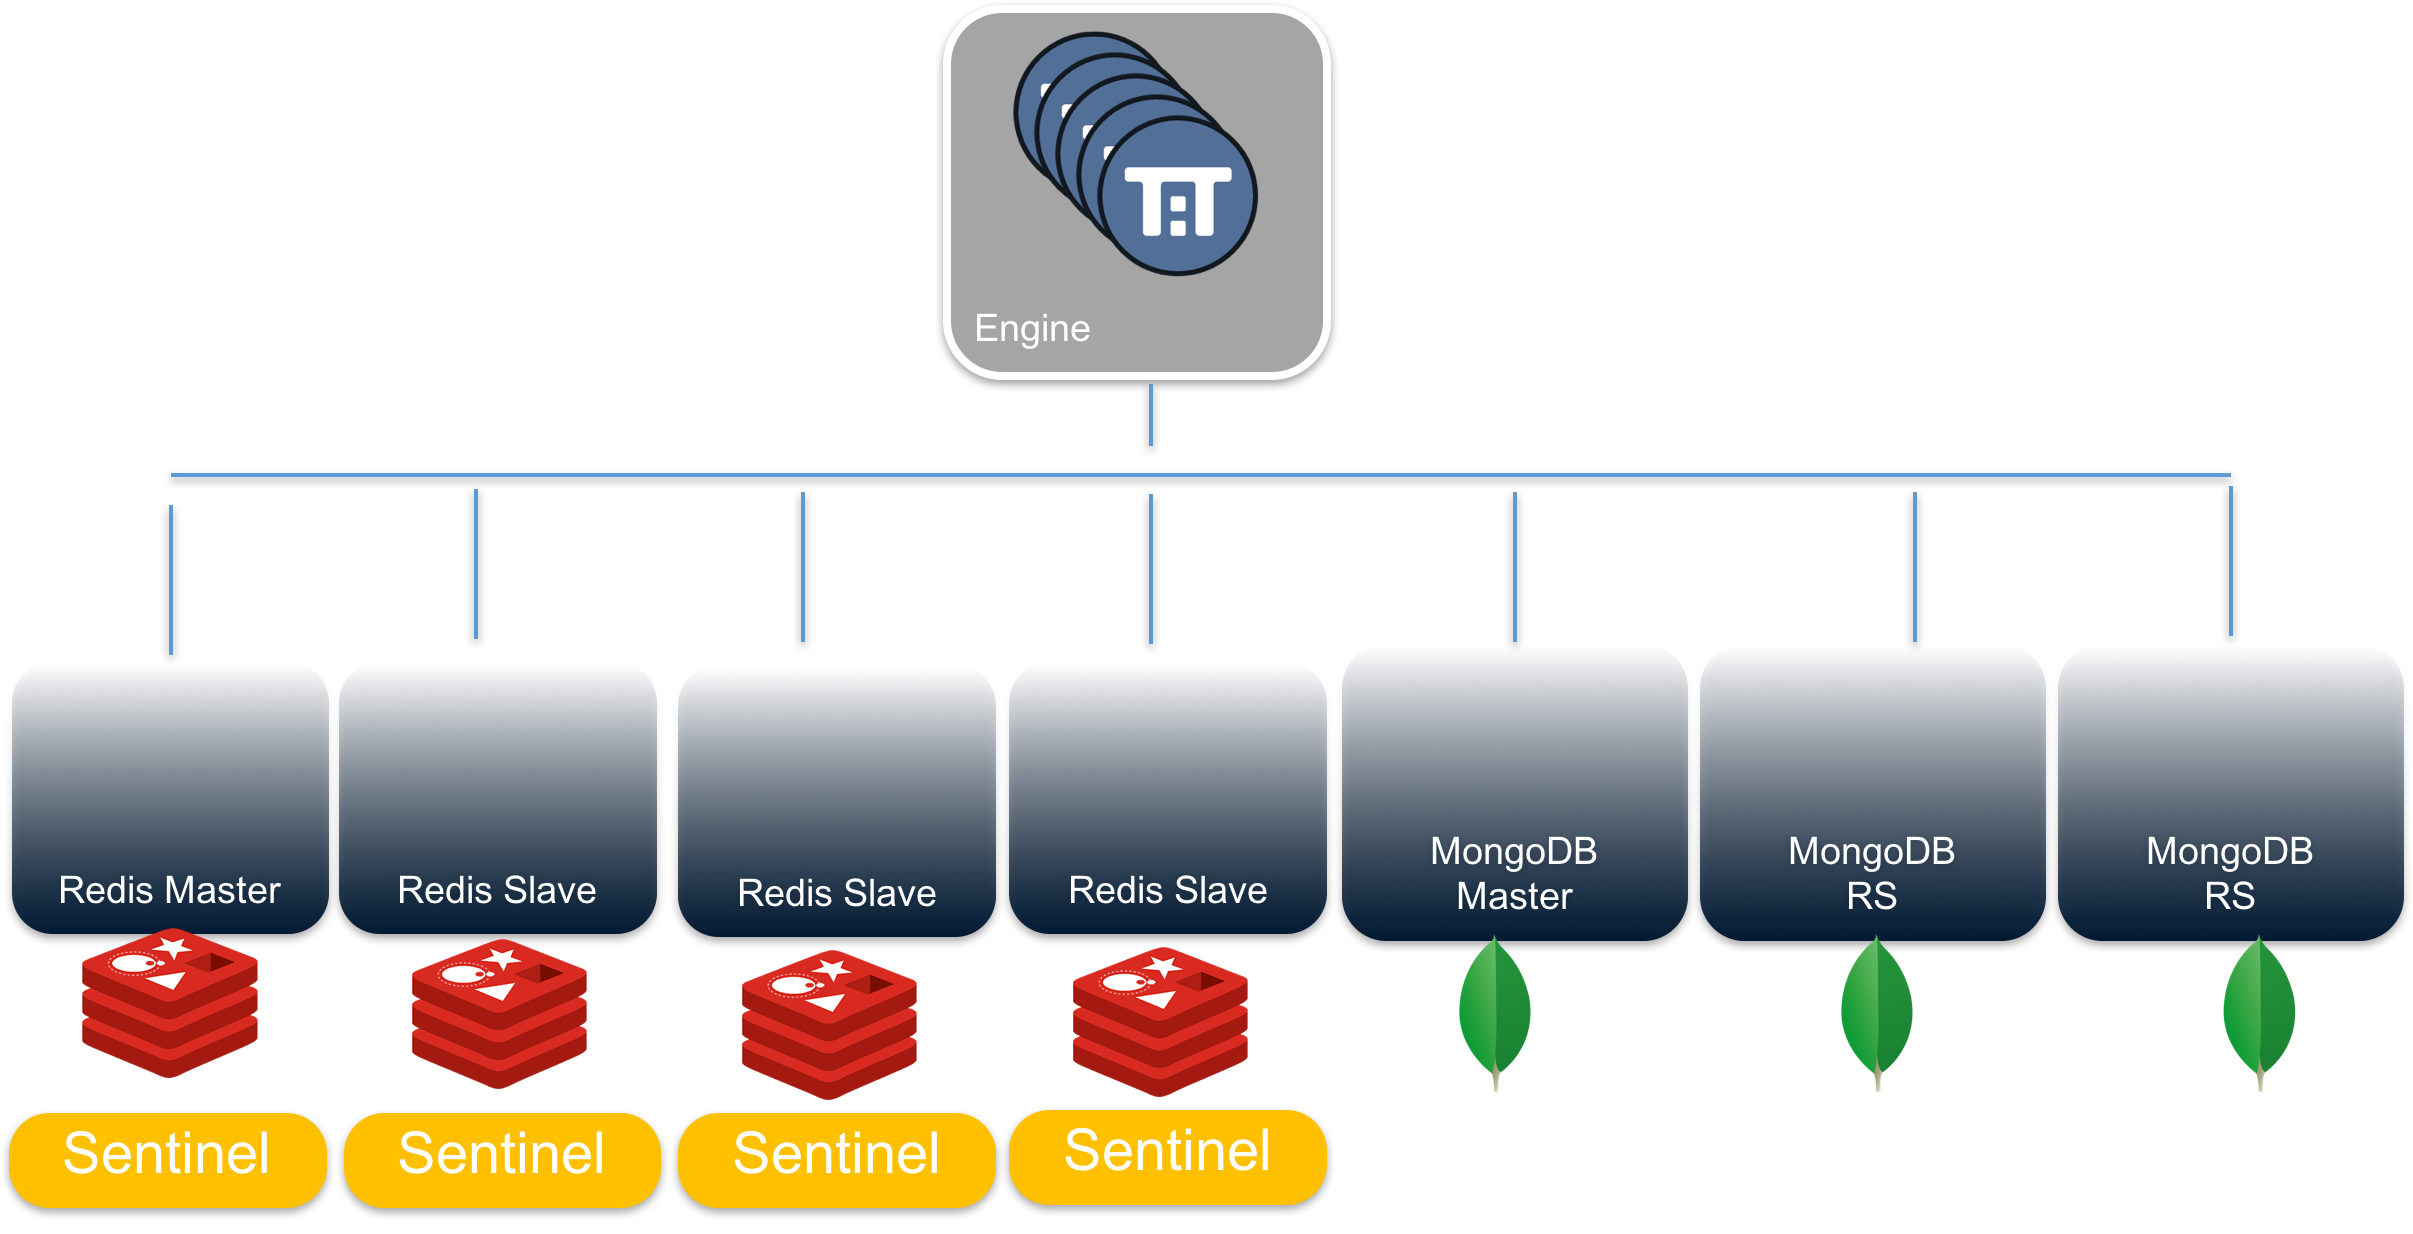 Engine
Redis Master
Redis Slave
Redis Slave
Redis Slave
MongoDB
Master
MongoDB
RS
MongoDB
RS
Sentinel
Sentinel
Sentinel
Sentinel